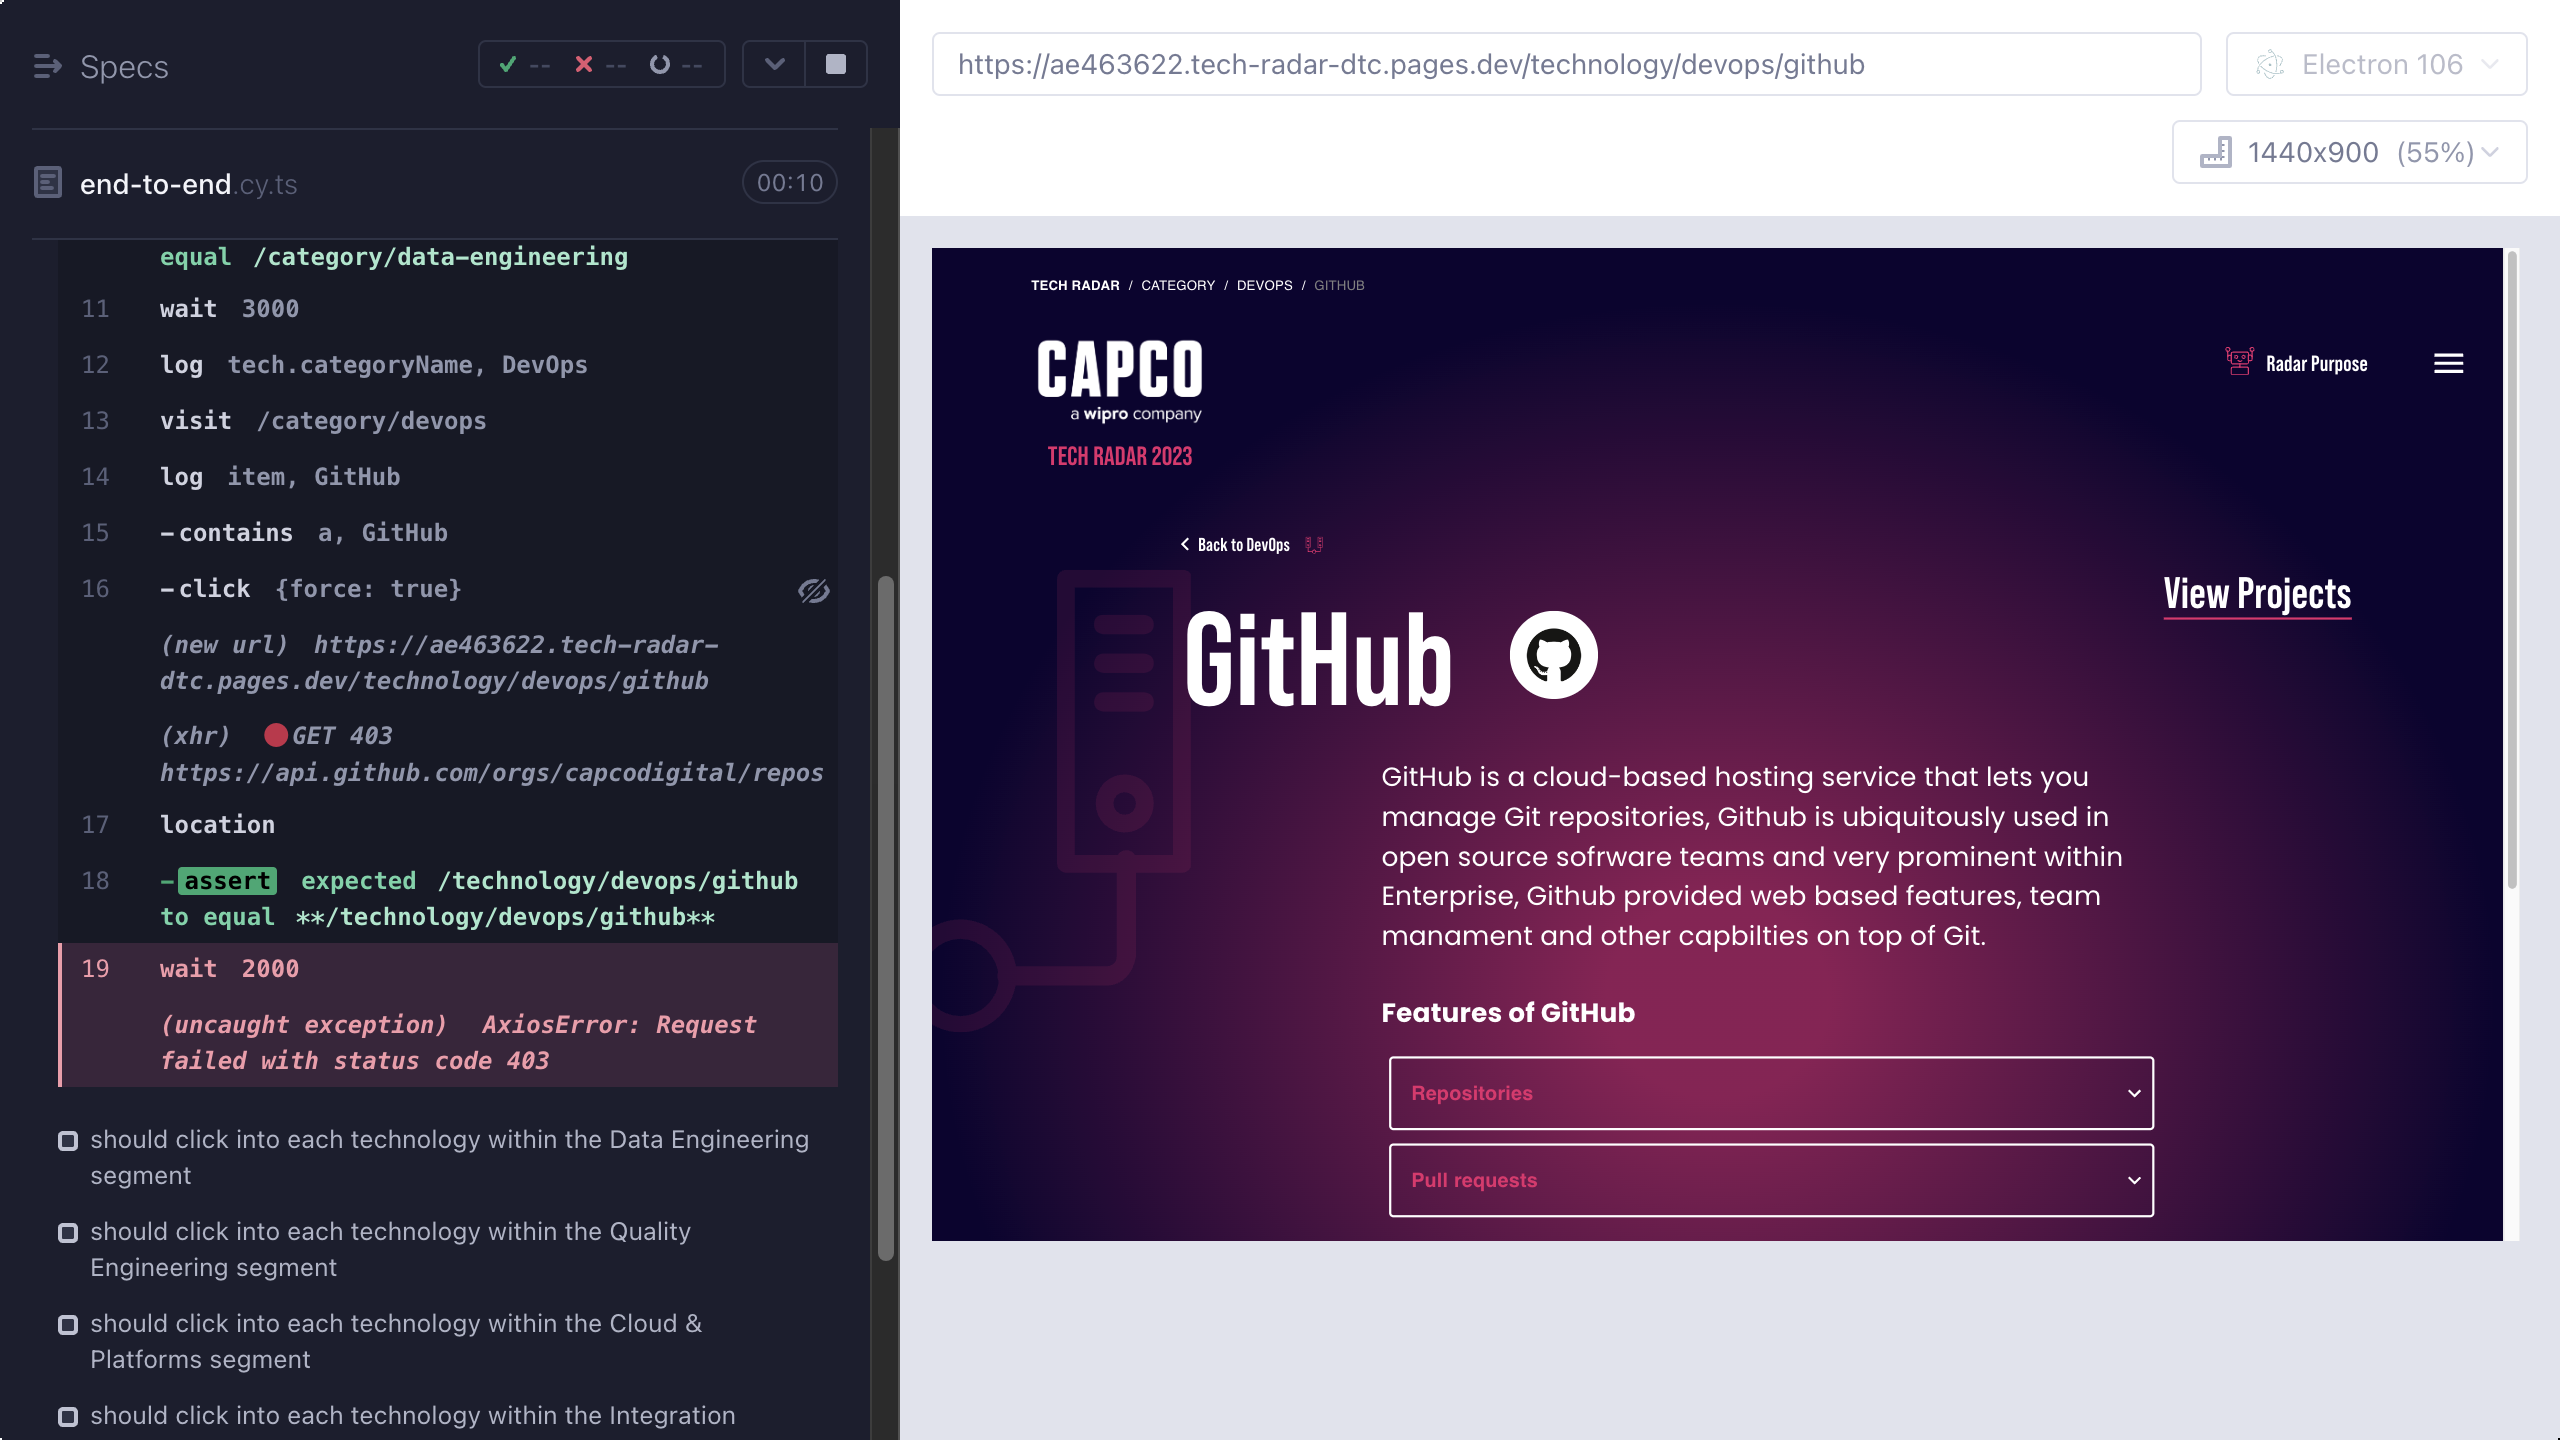 Specs
-- -- --
end-to-end.cy.ts
00:10
equal /category/data-engineering
11 wait 3000
12 log tech.categoryName, DevOps
13 visit /category/devops
14 log item, GitHub
15 -contains a, GitHub
16 -click {force: true}
(new url) https://ae463622.tech-radar-
dtc.pages.dev/technology/devops/github
(xhr) GET 403
https://api.github.com/orgs/capcodigital/repos
17 location
18 -assert expected /technology/devops/github
to equal **/technology/devops/github**
19 wait 2000
(uncaught exception) AxiosError: Request
failed with status code 403
should click into each technology within the Data Engineering
segment
should click into each technology within the Quality
Engineering segment
should click into each technology within the Cloud &
Platforms segment
should click into each technology within the Integration
https://ae463622.tech-radar-dtc.pages.dev/technology/devops/github
Electron 106
1440x900 (55%)
TECH RADAR / CATEGORY / DEVOPS / GITHUB
CAPCO
a wipro company
TECH RADAR 2023
Radar Purpose
Back to DevOps
View Projects
GitHub
GitHub is a cloud-based hosting service that lets you
manage Git repositories, Github is ubiquitously used in
open source sofrware teams and very prominent within
Enterprise, Github provided web based features, team
manament and other capbilties on top of Git.
Features of GitHub
Repositories
Pull requests